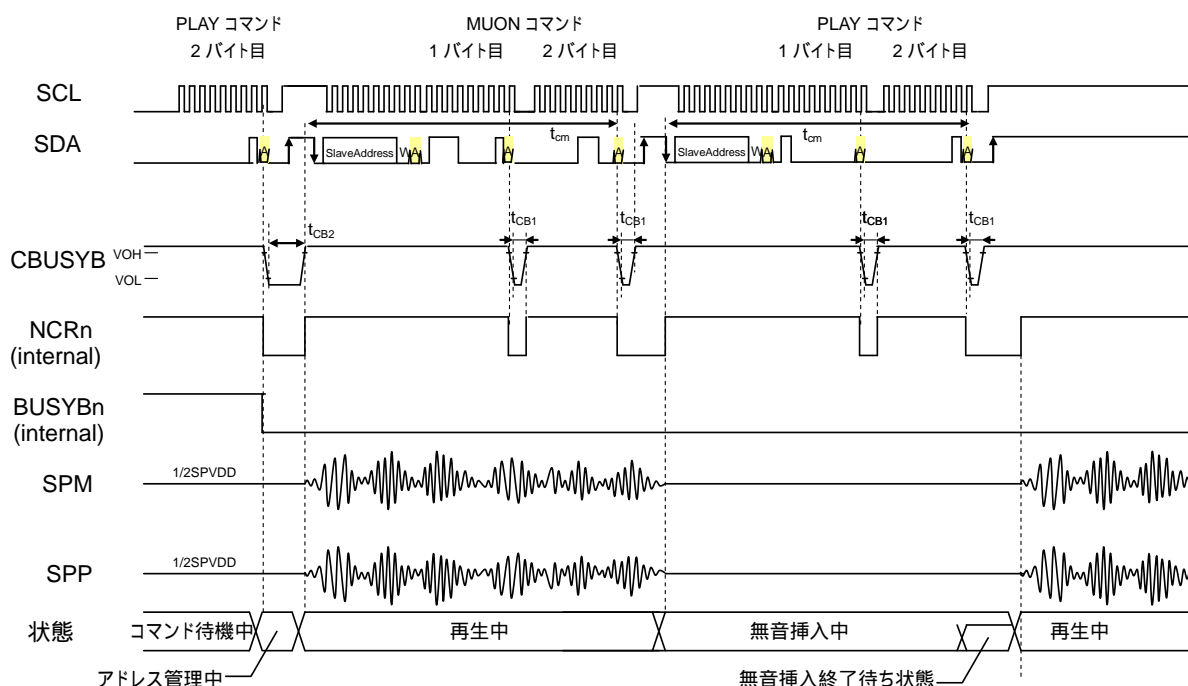 PLAY コマンド
2 バイト目
MUON コマンド
1 バイト目 2 バイト目
PLAY コマンド
1 バイト目 2 バイト目
SCL
tcm
tcm
SDA
A
SlaveAddress W A
A
A
SlaveAddress W A
A
A
tCB2
tCB1
tCB1
tCB1
tCB1
CBUSYB
VOH
VOL
NCRn
(internal)
BUSYBn
(internal)
SPM
1/2SPVDD
SPP
1/2SPVDD
状態
コマンド待機中
再生中
無音挿入中
再生中
アドレス管理中
無音挿入終了待ち状態